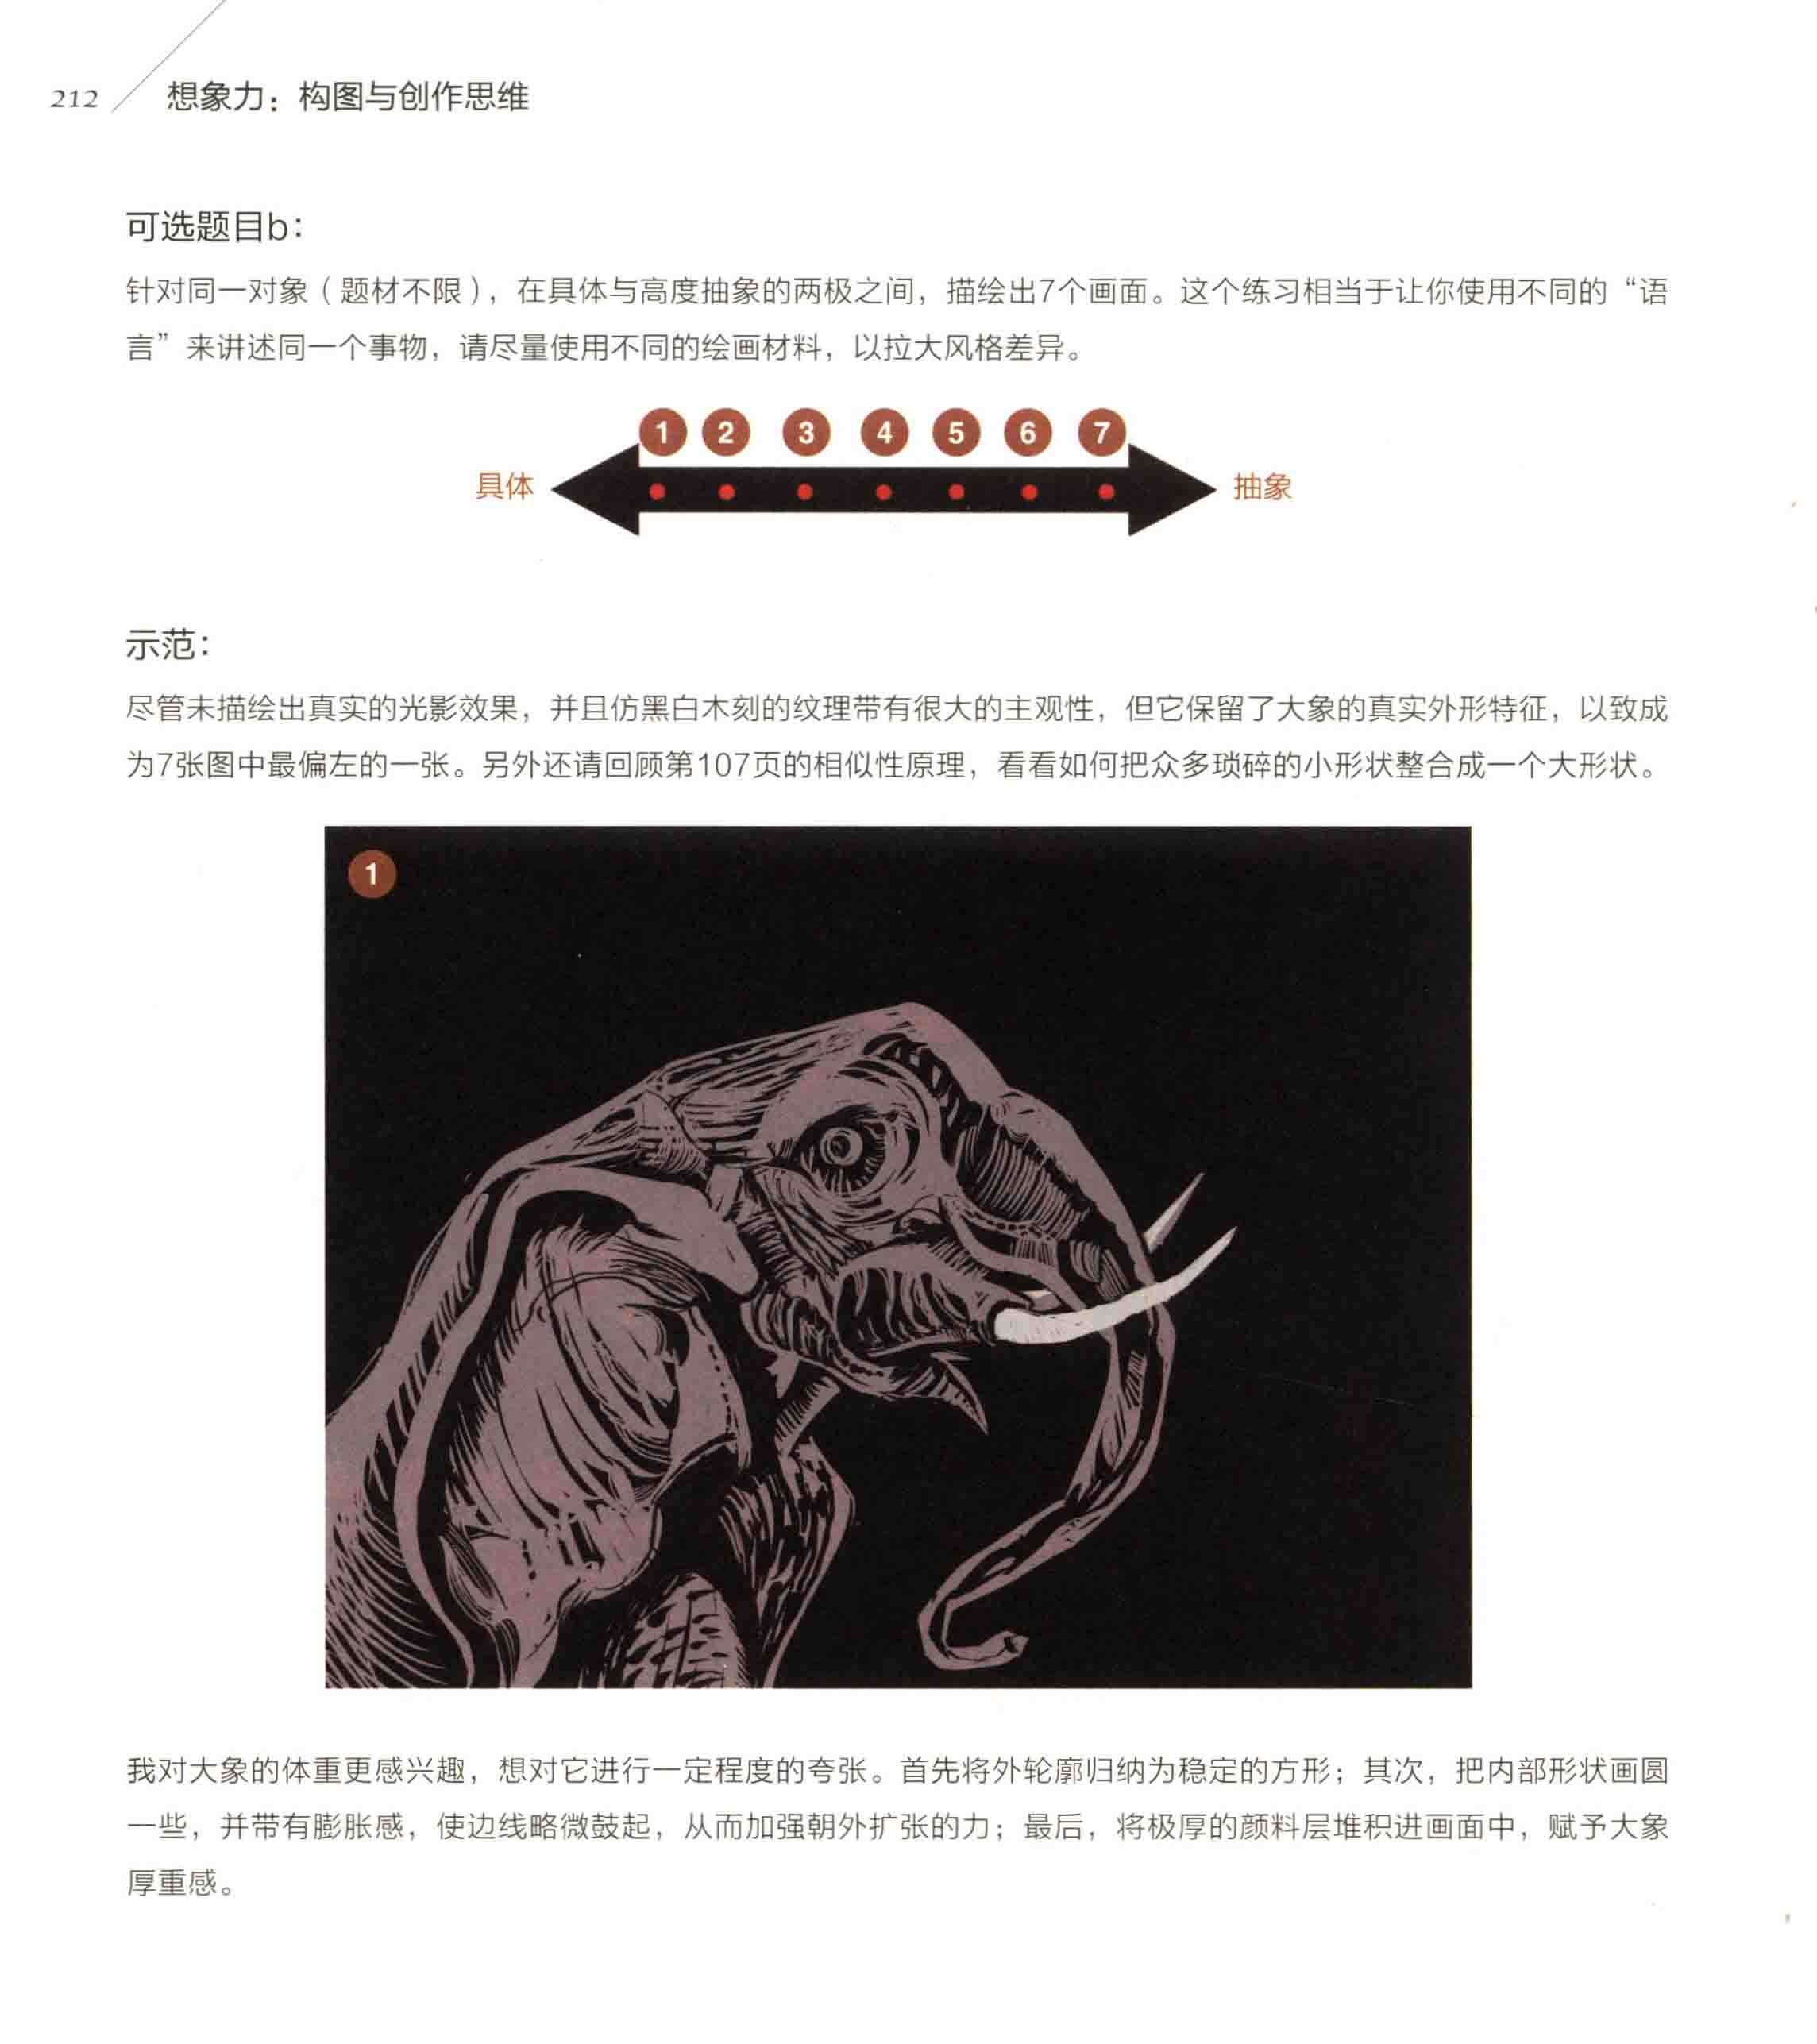 212
想象力：构图与创作思维
可选题目b：
针对同一对象（题材不限），在具体与高度抽象的两极之间，描绘出7个画面。这个练习相当于让你使用不同的“语
言”来讲述同一个事物，请尽量使用不同的绘画材料，以拉大风格差异。
1 2 3 4 5 6 7
具体 抽象
示范：
尽管未描绘出真实的光影效果，并且仿黑白木刻的纹理带有很大的主观性，但它保留了大象的真实外形特征，以致成
为7张图中最偏左的一张。另外还请回顾第107页的相似性原理，看看如何把众多琐碎的小形状整合成一个大形状。
1
我对大象的体重更感兴趣，想对它进行一定程度的夸张。首先将外轮廓归纳为稳定的方形；其次，把内部形状画圆
一些，并带有膨胀感，使边线略微鼓起，从而加强朝外扩张的力；最后，将极厚的颜料层堆积进画面中，赋予大象
厚重感。